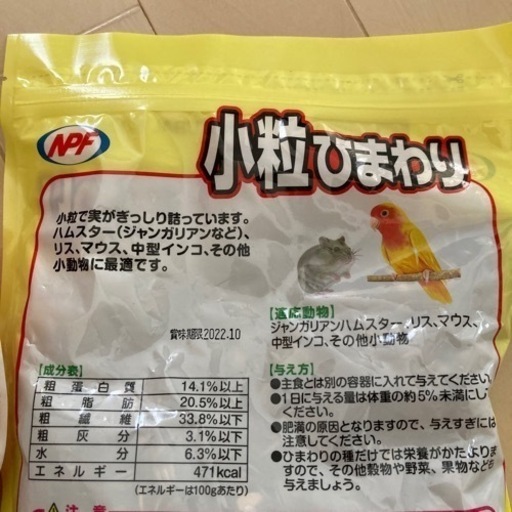 NPF
小粒ひまわり
小粒で実がぎっしり詰っています。
ハムスター(ジャンガリアンなど)、
リス、マウス、中型インコ、その他
小動物に最適です。
賞味期限2022.10
【適応動物】
ジャンガリアンハムスター、リス、マウス、
中型インコ、その他小動物
【成分表】
粗蛋白質 14.1%以上
粗脂肪 20.5%以上
粗繊維 33.8%以下
粗灰分 3.1%以下
水分 6.3%以下
エネルギー 471kcal
(エネルギーは100gあたり)
【与え方】
●主食とは別の容器に入れて与えてください
●1日に与える量は体重の約5%未満にし
てください。
●肥満の原因となりますので、与えすぎには
注意してください。
●ひまわりの種だけでは栄養がかたよりま
すので、その他穀物や野菜、果物なども
与えましょう。
注意